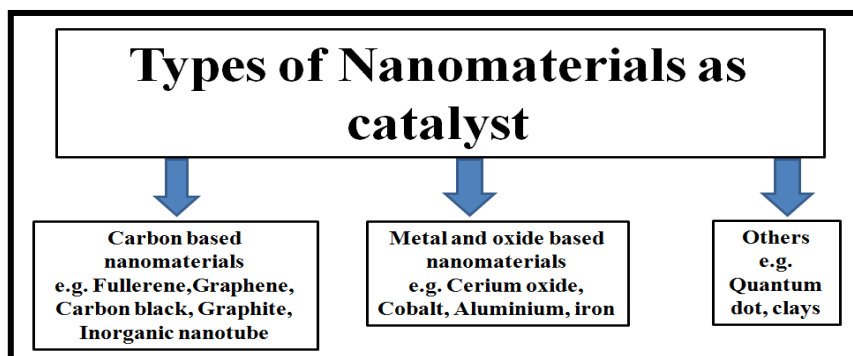 Types of Nanomaterials as
catalyst
Carbon based
nanomaterials
e.g. Fullerene,Graphene,
Carbon black, Graphite,
Inorganic nanotube
Metal and oxide based
nanomaterials
e.g. Cerium oxide,
Cobalt, Aluminium, iron
Others
e.g.
Quantum
dot, clays